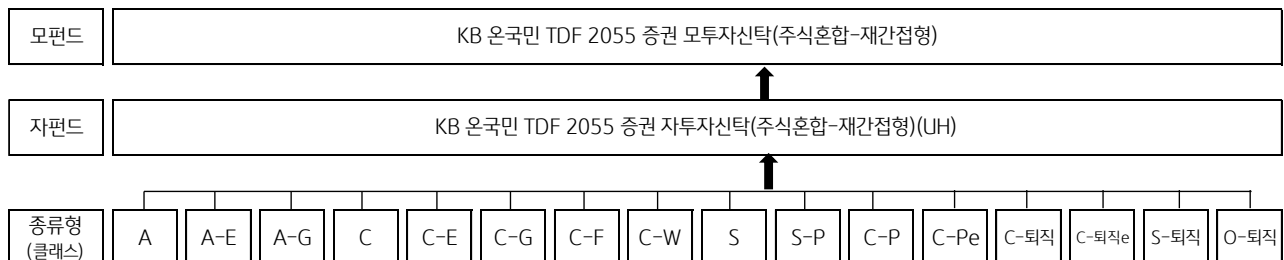 모펀드
KB 온국민 TDF 2055 증권 모투자신탁(주식혼합-재간접형)
자펀드
KB 온국민 TDF 2055 증권 자투자신탁(주식혼합-재간접형)(UH)
종류형
(클래스)
A
A-E
A-G
C
C-E
C-G
C-F
C-W
S
S-P
C-P
C-Pe
C-퇴직
C-퇴직e
S-퇴직
O-퇴직